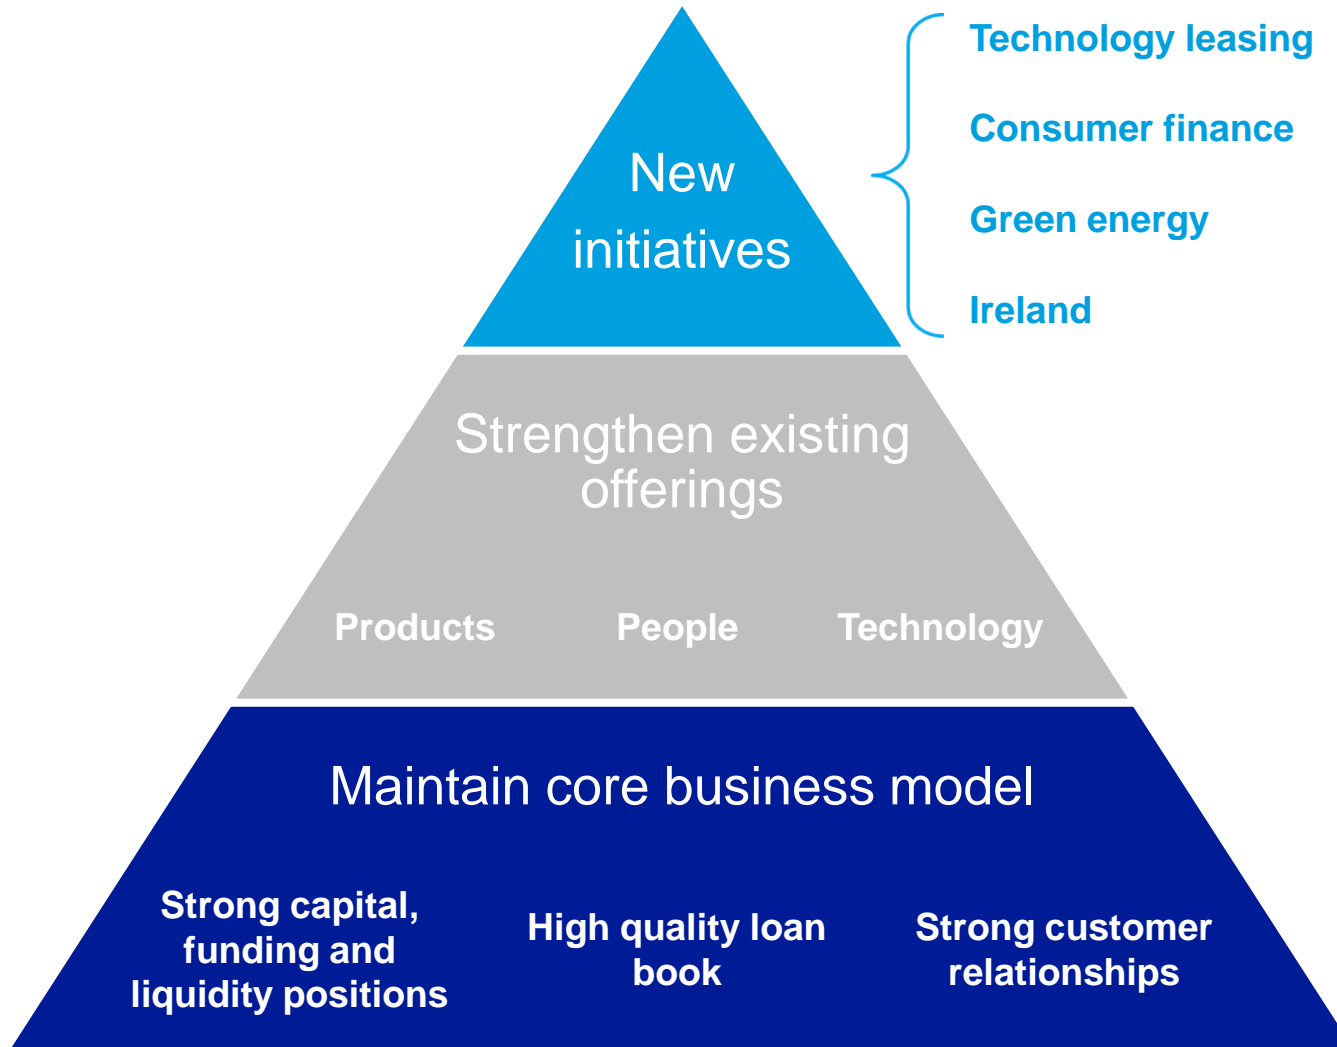 New
initiatives
Technology leasing
Consumer finance
Green energy
Ireland
Strengthen existing
offerings
Products People Technology
Maintain core business model
Strong capital,
funding and
liquidity positions
High quality loan
book
Strong customer
relationships